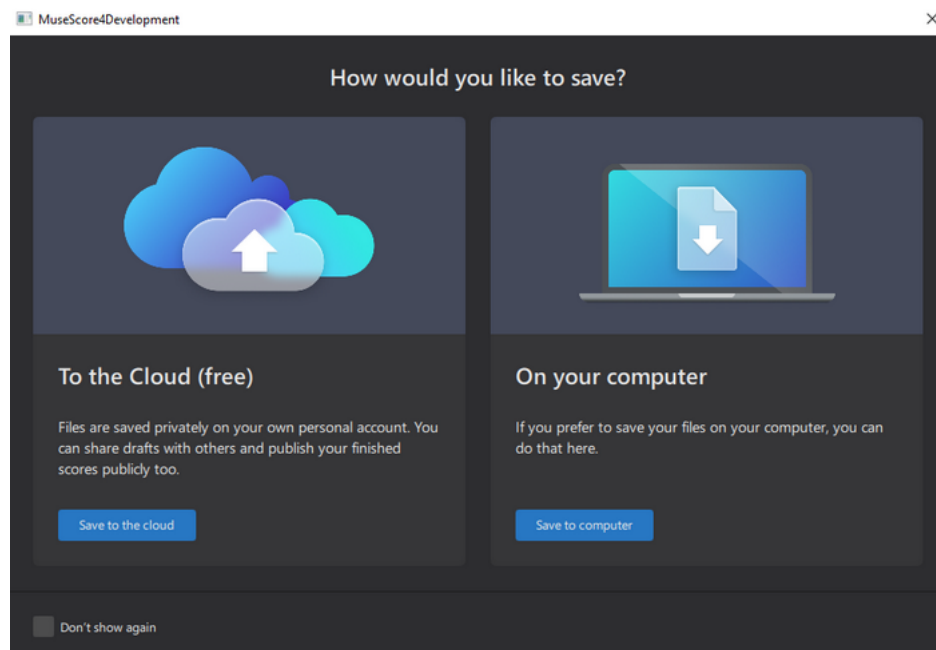 MuseScore4Development
How would you like to save?
To the Cloud (free)
Files are saved privately on your own personal account. You
can share drafts with others and publish your finished
scores publicly too.
Save to the cloud
On your computer
If you prefer to save your files on your computer, you can
do that here.
Save to computer
Don't show again